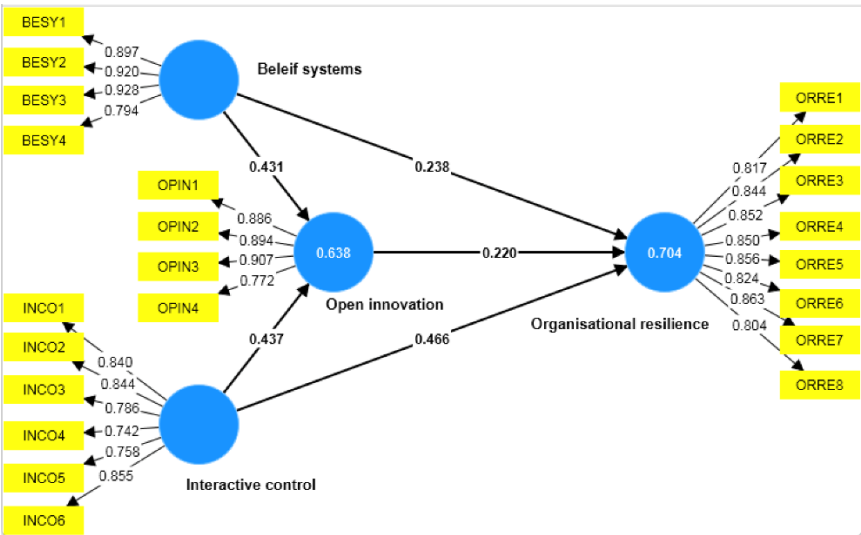 BESY1
BESY2
BESY3
BESY4
0.897
0.920
0.928
0.794
Beleif systems
0.431
0.238
OPIN1
OPIN2
OPIN3
OPIN4
0.886
0.894
0.907
0.772
0.638
Open innovation
0.220
0.704
Organisational resilience
ORRE1
ORRE2
ORRE3
ORRE4
ORRE5
ORRE6
ORRE7
ORRE8
0.817
0.844
0.852
0.850
0.856
0.824
0.863
0.804
0.437
0.466
INCO1
INCO2
INCO3
INCO4
INCO5
INCO6
0.840
0.844
0.786
0.742
0.758
0.855
Interactive control